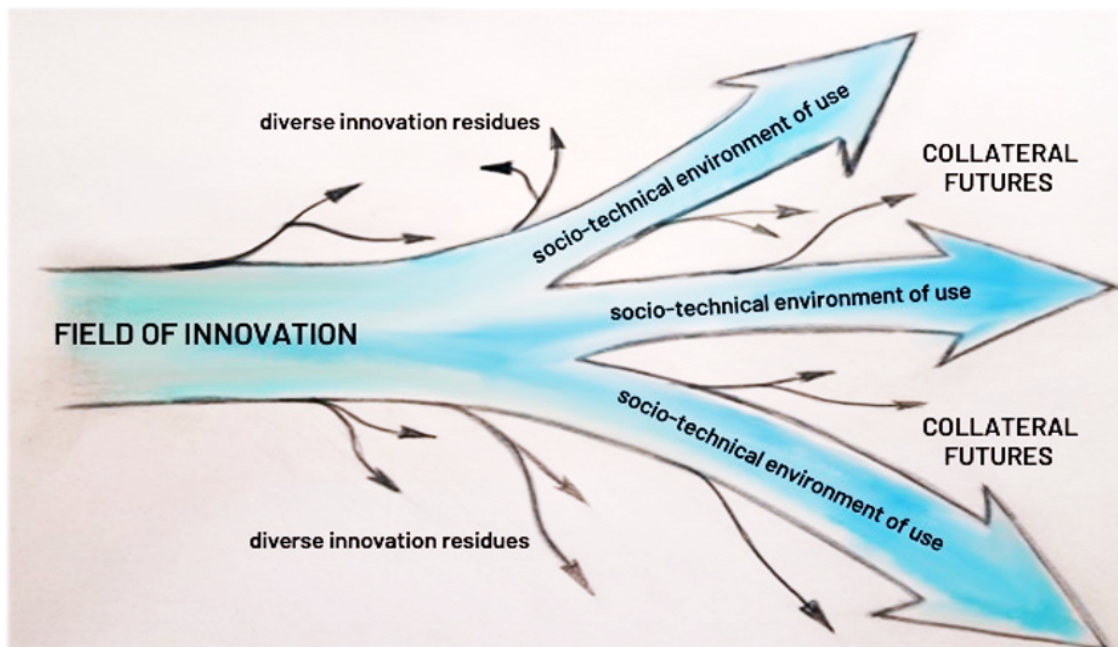 diverse innovation residues
socio-technical environment of use
COLLATERAL
FUTURES
socio-technical environment of use
FIELD OF INNOVATION
socio-technical environment of use
COLLATERAL
FUTURES
diverse innovation residues